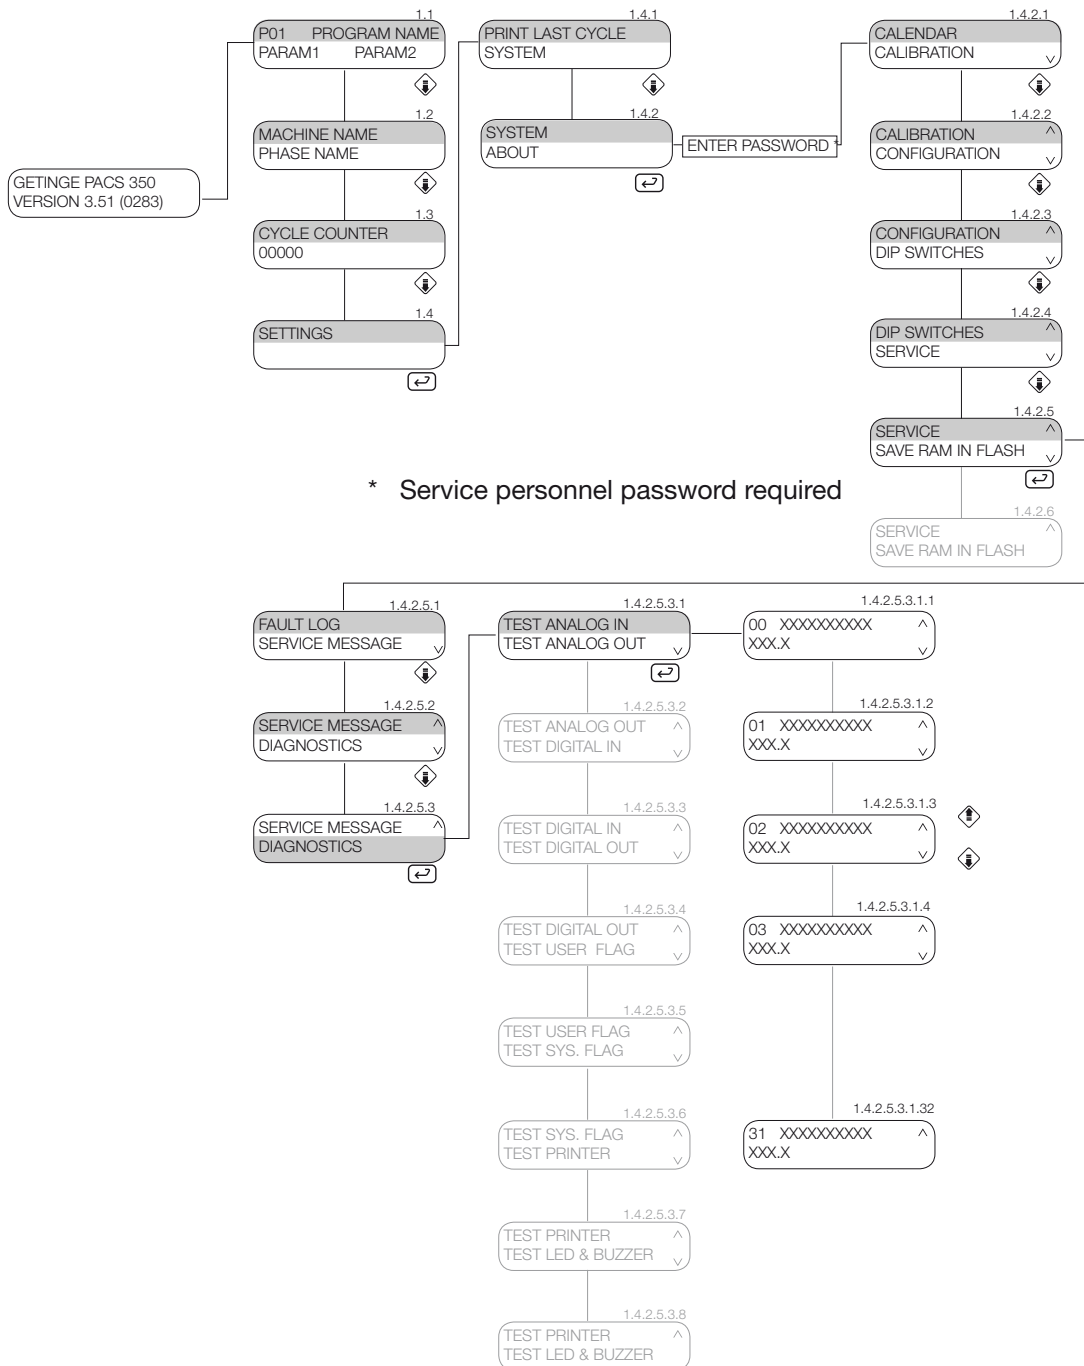 GETINGE PACS 350
VERSION 3.51 (0283)
1.1
P01 PROGRAM NAME
PARAM1 PARAM2
1.2
MACHINE NAME
PHASE NAME
1.3
CYCLE COUNTER
00000
1.4
SETTINGS
1.4.1
PRINT LAST CYCLE
SYSTEM
1.4.2
SYSTEM
ABOUT
ENTER PASSWORD *
1.4.2.1
CALENDAR
CALIBRATION
1.4.2.2
CALIBRATION
CONFIGURATION
1.4.2.3
CONFIGURATION
DIP SWITCHES
1.4.2.4
DIP SWITCHES
SERVICE
1.4.2.5
SERVICE
SAVE RAM IN FLASH
1.4.2.6
SERVICE
SAVE RAM IN FLASH
* Service personnel password required
1.4.2.5.1
FAULT LOG
SERVICE MESSAGE
1.4.2.5.2
SERVICE MESSAGE
DIAGNOSTICS
1.4.2.5.3
SERVICE MESSAGE
DIAGNOSTICS
1.4.2.5.3.1
TEST ANALOG IN
TEST ANALOG OUT
1.4.2.5.3.2
TEST ANALOG OUT
TEST DIGITAL IN
1.4.2.5.3.3
TEST DIGITAL IN
TEST DIGITAL OUT
1.4.2.5.3.4
TEST DIGITAL OUT
TEST USER FLAG
1.4.2.5.3.5
TEST USER FLAG
TEST SYS. FLAG
1.4.2.5.3.6
TEST SYS. FLAG
TEST PRINTER
1.4.2.5.3.7
TEST PRINTER
TEST LED & BUZZER
1.4.2.5.3.8
TEST PRINTER
TEST LED & BUZZER
1.4.2.5.3.1.1
00 XXXXXXXXXX
XXX.X
1.4.2.5.3.1.2
01 XXXXXXXXXX
XXX.X
1.4.2.5.3.1.3
02 XXXXXXXXXX
XXX.X
1.4.2.5.3.1.4
03 XXXXXXXXXX
XXX.X
1.4.2.5.3.1.32
31 XXXXXXXXXX
XXX.X